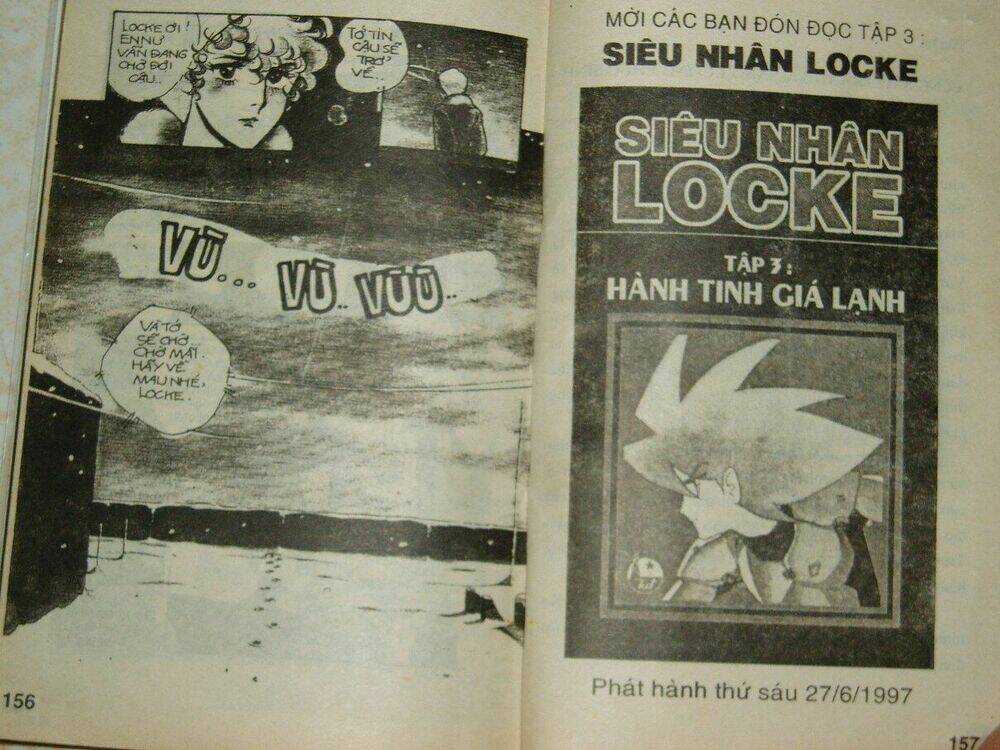 LOCKE ƠI!
ENNƯ
VẪN ĐANG
CHỜ ĐỢI
CẬU..
TỚ TIN
CẬU SẼ
TRỞ
VỀ...
VÙ... VÙ.. VÙÙÙ..
VÀ TỚ
SẼ CHỜ..
CHỜ MÃI.
HÃY VỀ
MAU NHÉ,
LOCKE.
156
MỜI CÁC BẠN ĐÓN ĐỌC TẬP 3 :
SIÊU NHÂN LOCKE
SIÊU NHÂN
LOCKE
TẬP 3 :
HÀNH TINH GIÁ LẠNH
Phát hành thứ sáu 27/6/1997
157